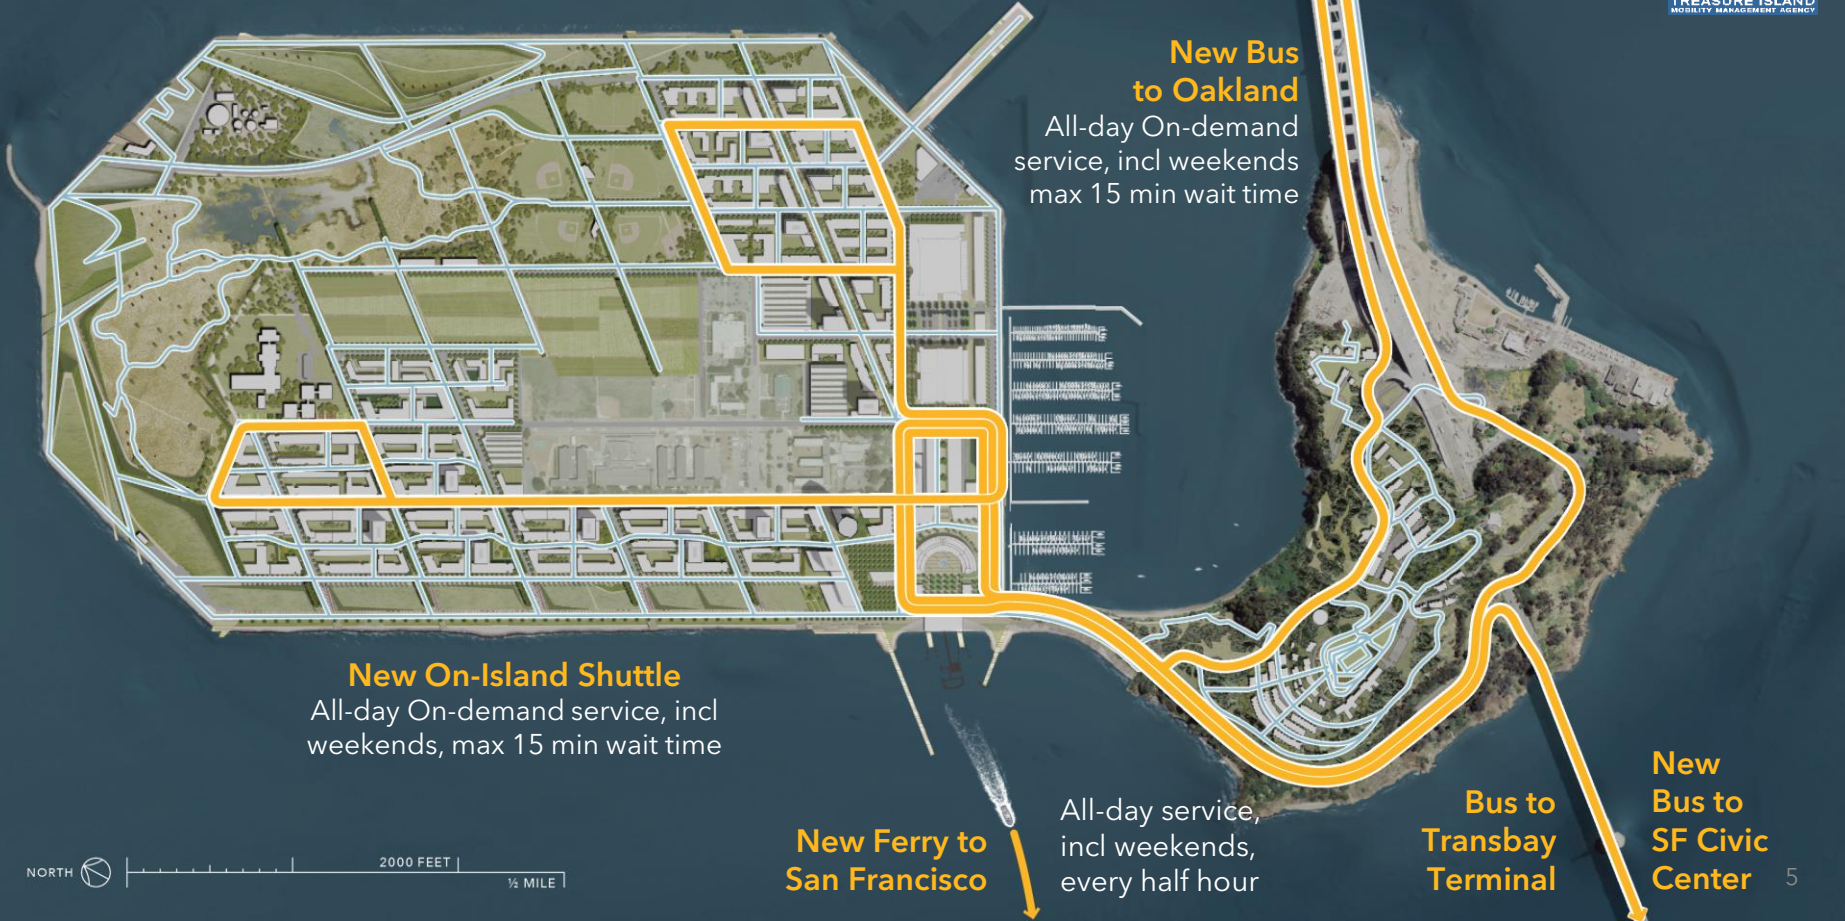 TREASURE ISLAND
MOBILITY MANAGEMENT AGENCY
New Bus
to Oakland
All-day On-demand
service, incl weekends
max 15 min wait time
New On-Island Shuttle
All-day On-demand service, incl
weekends, max 15 min wait time
New Ferry to
San Francisco
All-day service,
incl weekends,
every half hour
Bus to
Transbay
Terminal
New
Bus to
SF Civic
Center
NORTH
2000 FEET
½ MILE
5